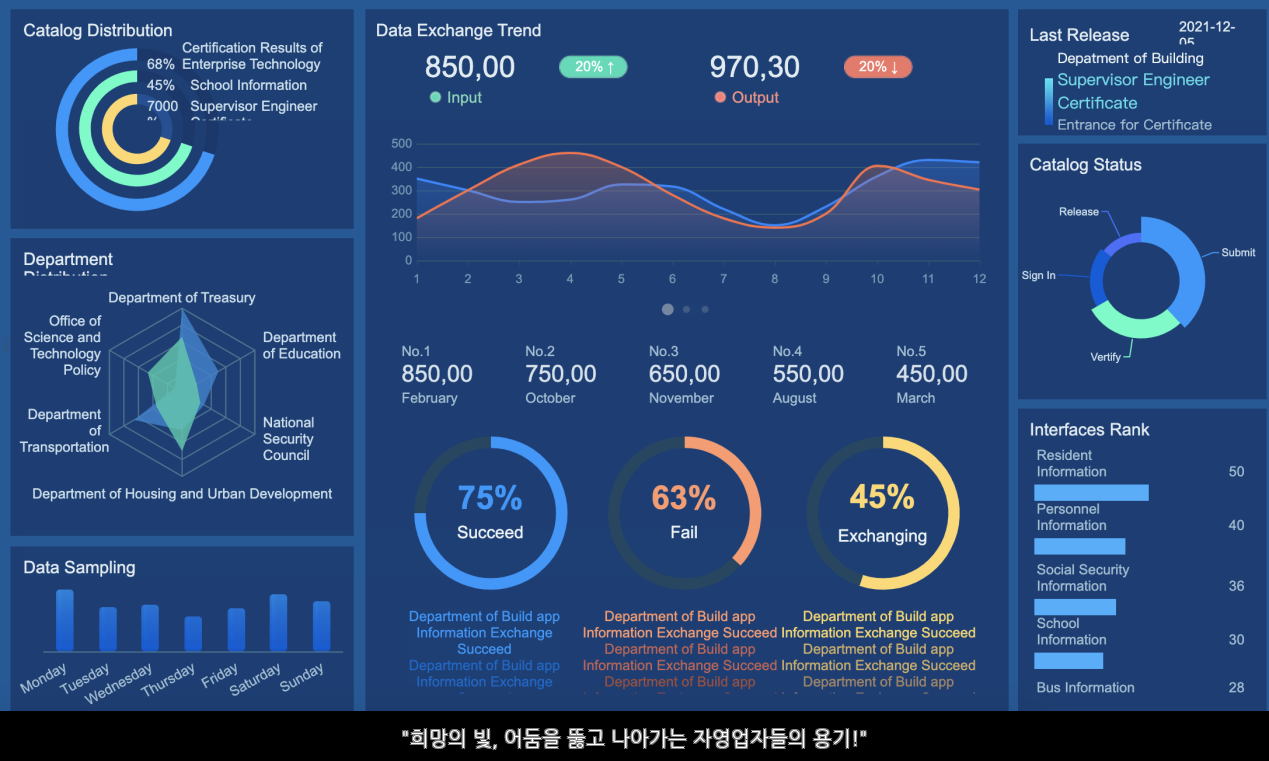 Catalog Distribution
68%
Certification Results of
Enterprise Technology
45%
School Information
7000
%
Supervisor Engineer
Certificate
Data Exchange Trend
850,00
20% ↑
970,30
20% ↓
Input
Output
500
400
300
200
100
0
1 2 3 4 5 6 7 8 9 10 11 12
Last Release
2021-12-
05
Depatment of Building
Supervisor Engineer
Certificate
Entrance for Certificate
Catalog Status
Release
Submit
Sign In
Vertify
Department
Distribution
Department of Treasury
Office of
Science and
Technology
Policy
Department
of Education
Department
of
Transportation
National
Security
Council
Department of Housing and Urban Development
No.1
850,00
February
No.2
750,00
October
No.3
650,00
November
No.4
550,00
August
No.5
450,00
March
75%
Succeed
63%
Fail
45%
Exchanging
Department of Build app
Information Exchange
Succeed
Department of Build app
Information Exchange
Department of Build app
Information Exchange Succeed
Department of Build app
Information Exchange Succeed
Department of Build app
Department of Build app
Information Exchange Succeed
Department of Build app
Information Exchange Succeed
Department of Build app
Interfaces Rank
Resident
Information
50
Personnel
Information
40
Social Security
Information
36
School
Information
30
Bus Information
28
Data Sampling
Monday
Tuesday
Wednesday
Thursday
Friday
Saturday
Sunday
"희망의 빛, 어둠을 뚫고 나아가는 자영업자들의 용기!"